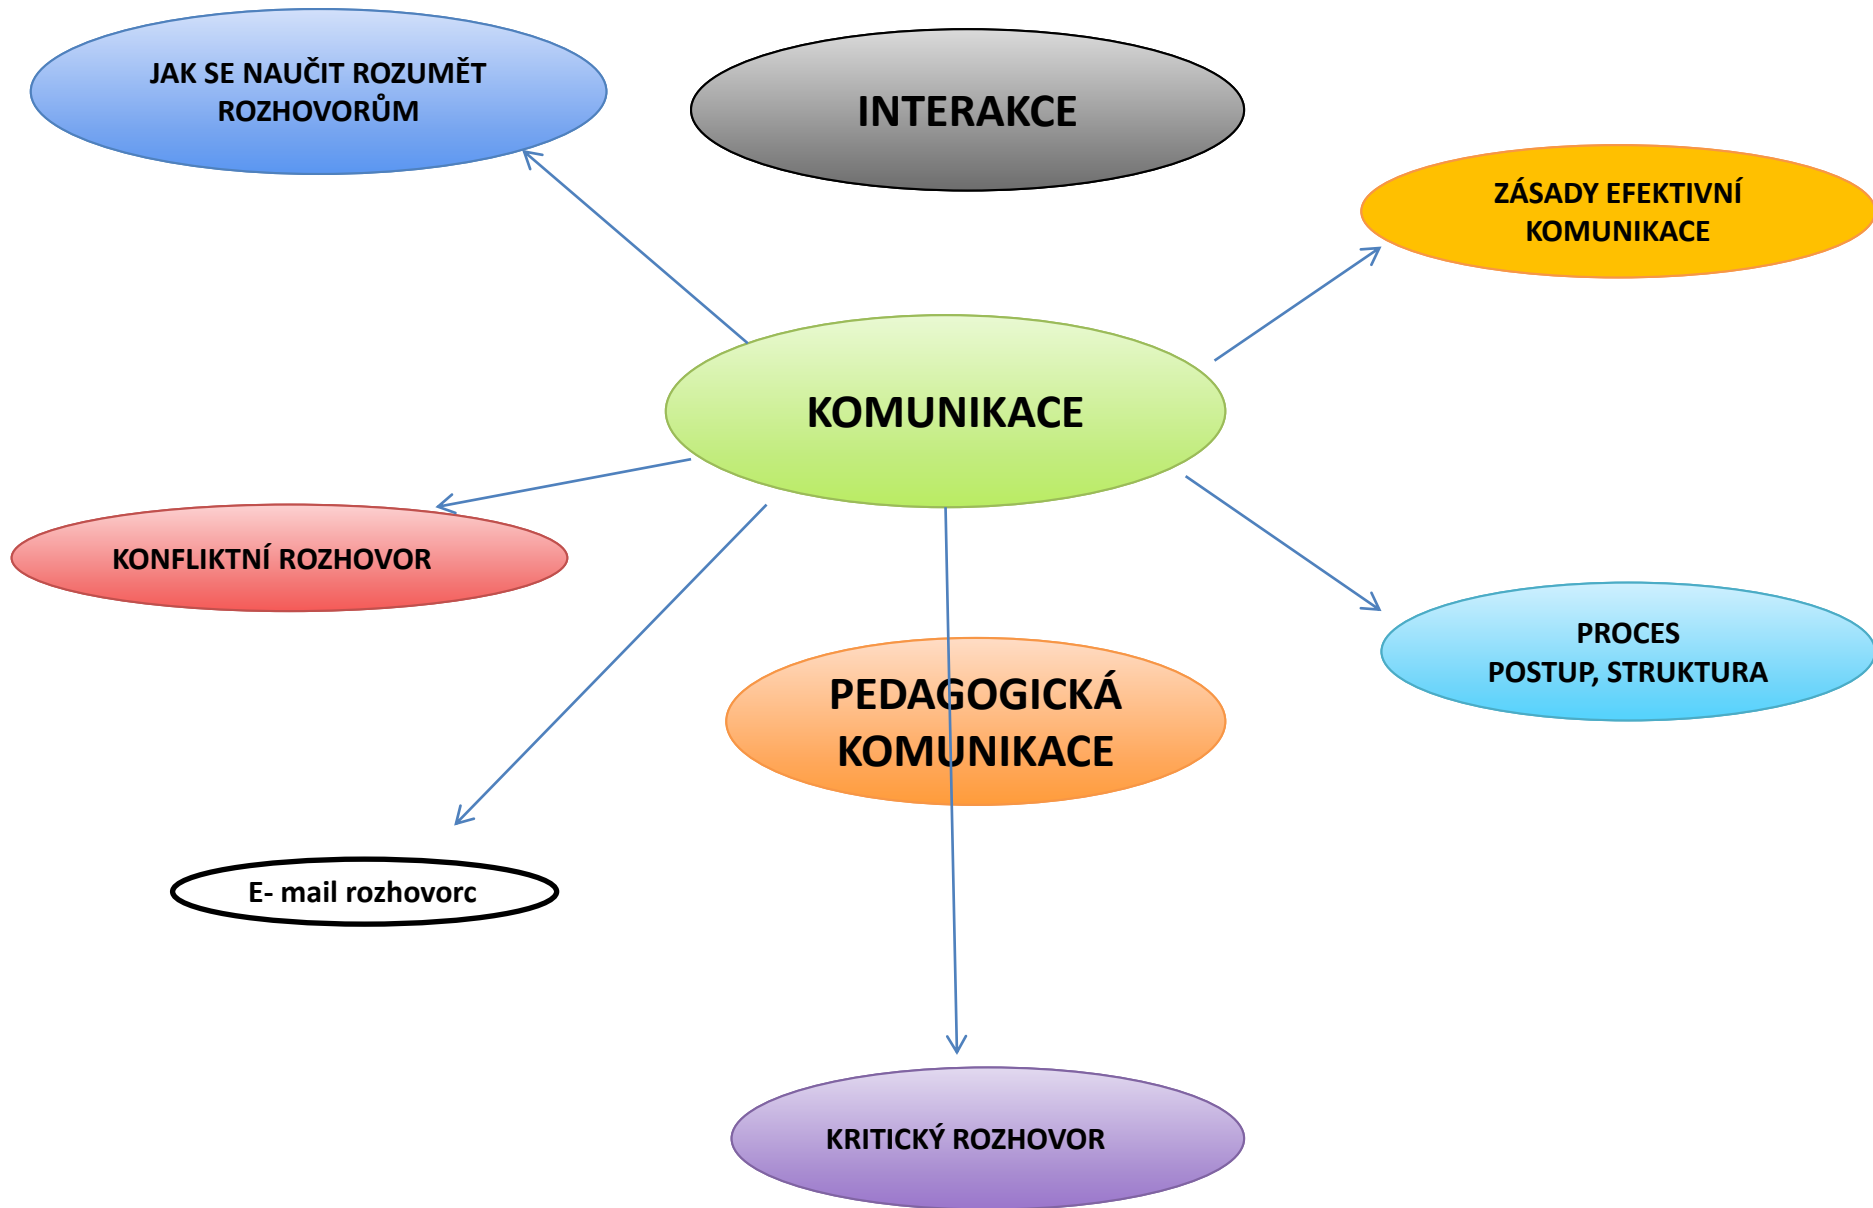 JAK SE NAUČIT ROZUMĚT
ROZHOVORŮM
INTERAKCE
ZÁSADY EFEKTIVNÍ
KOMUNIKACE
KOMUNIKACE
KONFLIKTNÍ ROZHOVOR
PROCES
POSTUP, STRUKTURA
PEDAGOGICKÁ
KOMUNIKACE
E- mail rozhovorc
KRITICKÝ ROZHOVOR